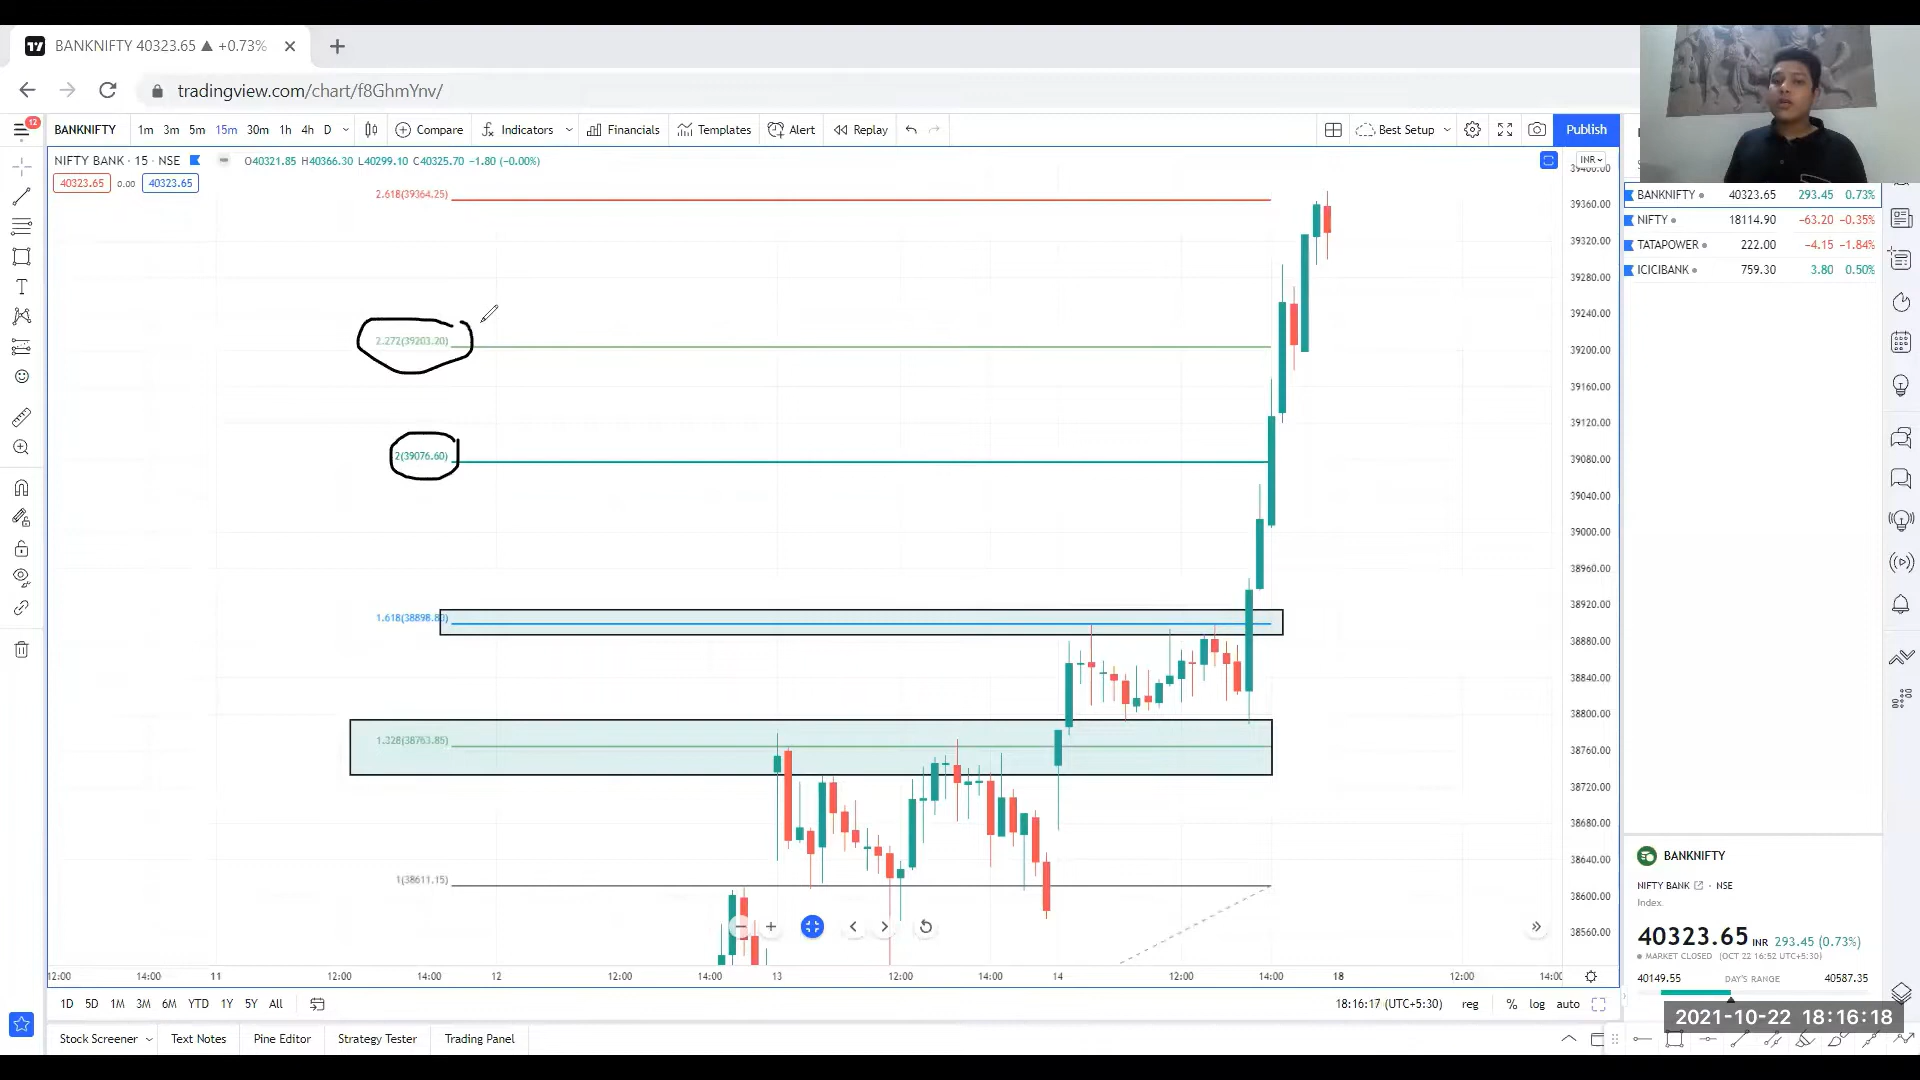 BANKNIFTY 40323.65 ▲ +0.73%
tradingview.com/chart/f8GhmYnv/
12
BANKNIFTY 1m 3m 5m 15m 30m 1h 4h D Compare Indicators Financials Templates Alert Replay Best Setup Publish
NIFTY BANK · 15 · NSE O40321.85 H40366.30 L40299.10 C40325.70 −1.80 (−0.00%) INR
40323.65 0.00 40323.65
2.618(39364.25)
2.272(39203.20)
2(39076.60)
1.618(38898.80)
1.328(38763.85)
1(38611.15)
39400.00
39360.00
39320.00
39280.00
39240.00
39200.00
39160.00
39120.00
39080.00
39040.00
39000.00
38960.00
38920.00
38880.00
38840.00
38800.00
38760.00
38720.00
38680.00
38640.00
38600.00
38560.00
12:00 14:00 11 12:00 14:00 12 12:00 14:00 13 12:00 14:00 14 12:00 14:00 18 12:00 14:00
1D 5D 1M 3M 6M YTD 1Y 5Y All 18:16:17 (UTC+5:30) reg % log auto
Stock Screener Text Notes Pine Editor Strategy Tester Trading Panel
BANKNIFTY 40323.65 293.45 0.73%
NIFTY 18114.90 −63.20 −0.35%
TATAPOWER 222.00 −4.15 −1.84%
ICICIBANK 759.30 3.80 0.50%
BANKNIFTY
NIFTY BANK · NSE
Index
40323.65 INR 293.45 (0.73%)
MARKET CLOSED (OCT 22 16:52 UTC+5:30)
40149.55 DAY'S RANGE 40587.35
2021-10-22 18:16:18